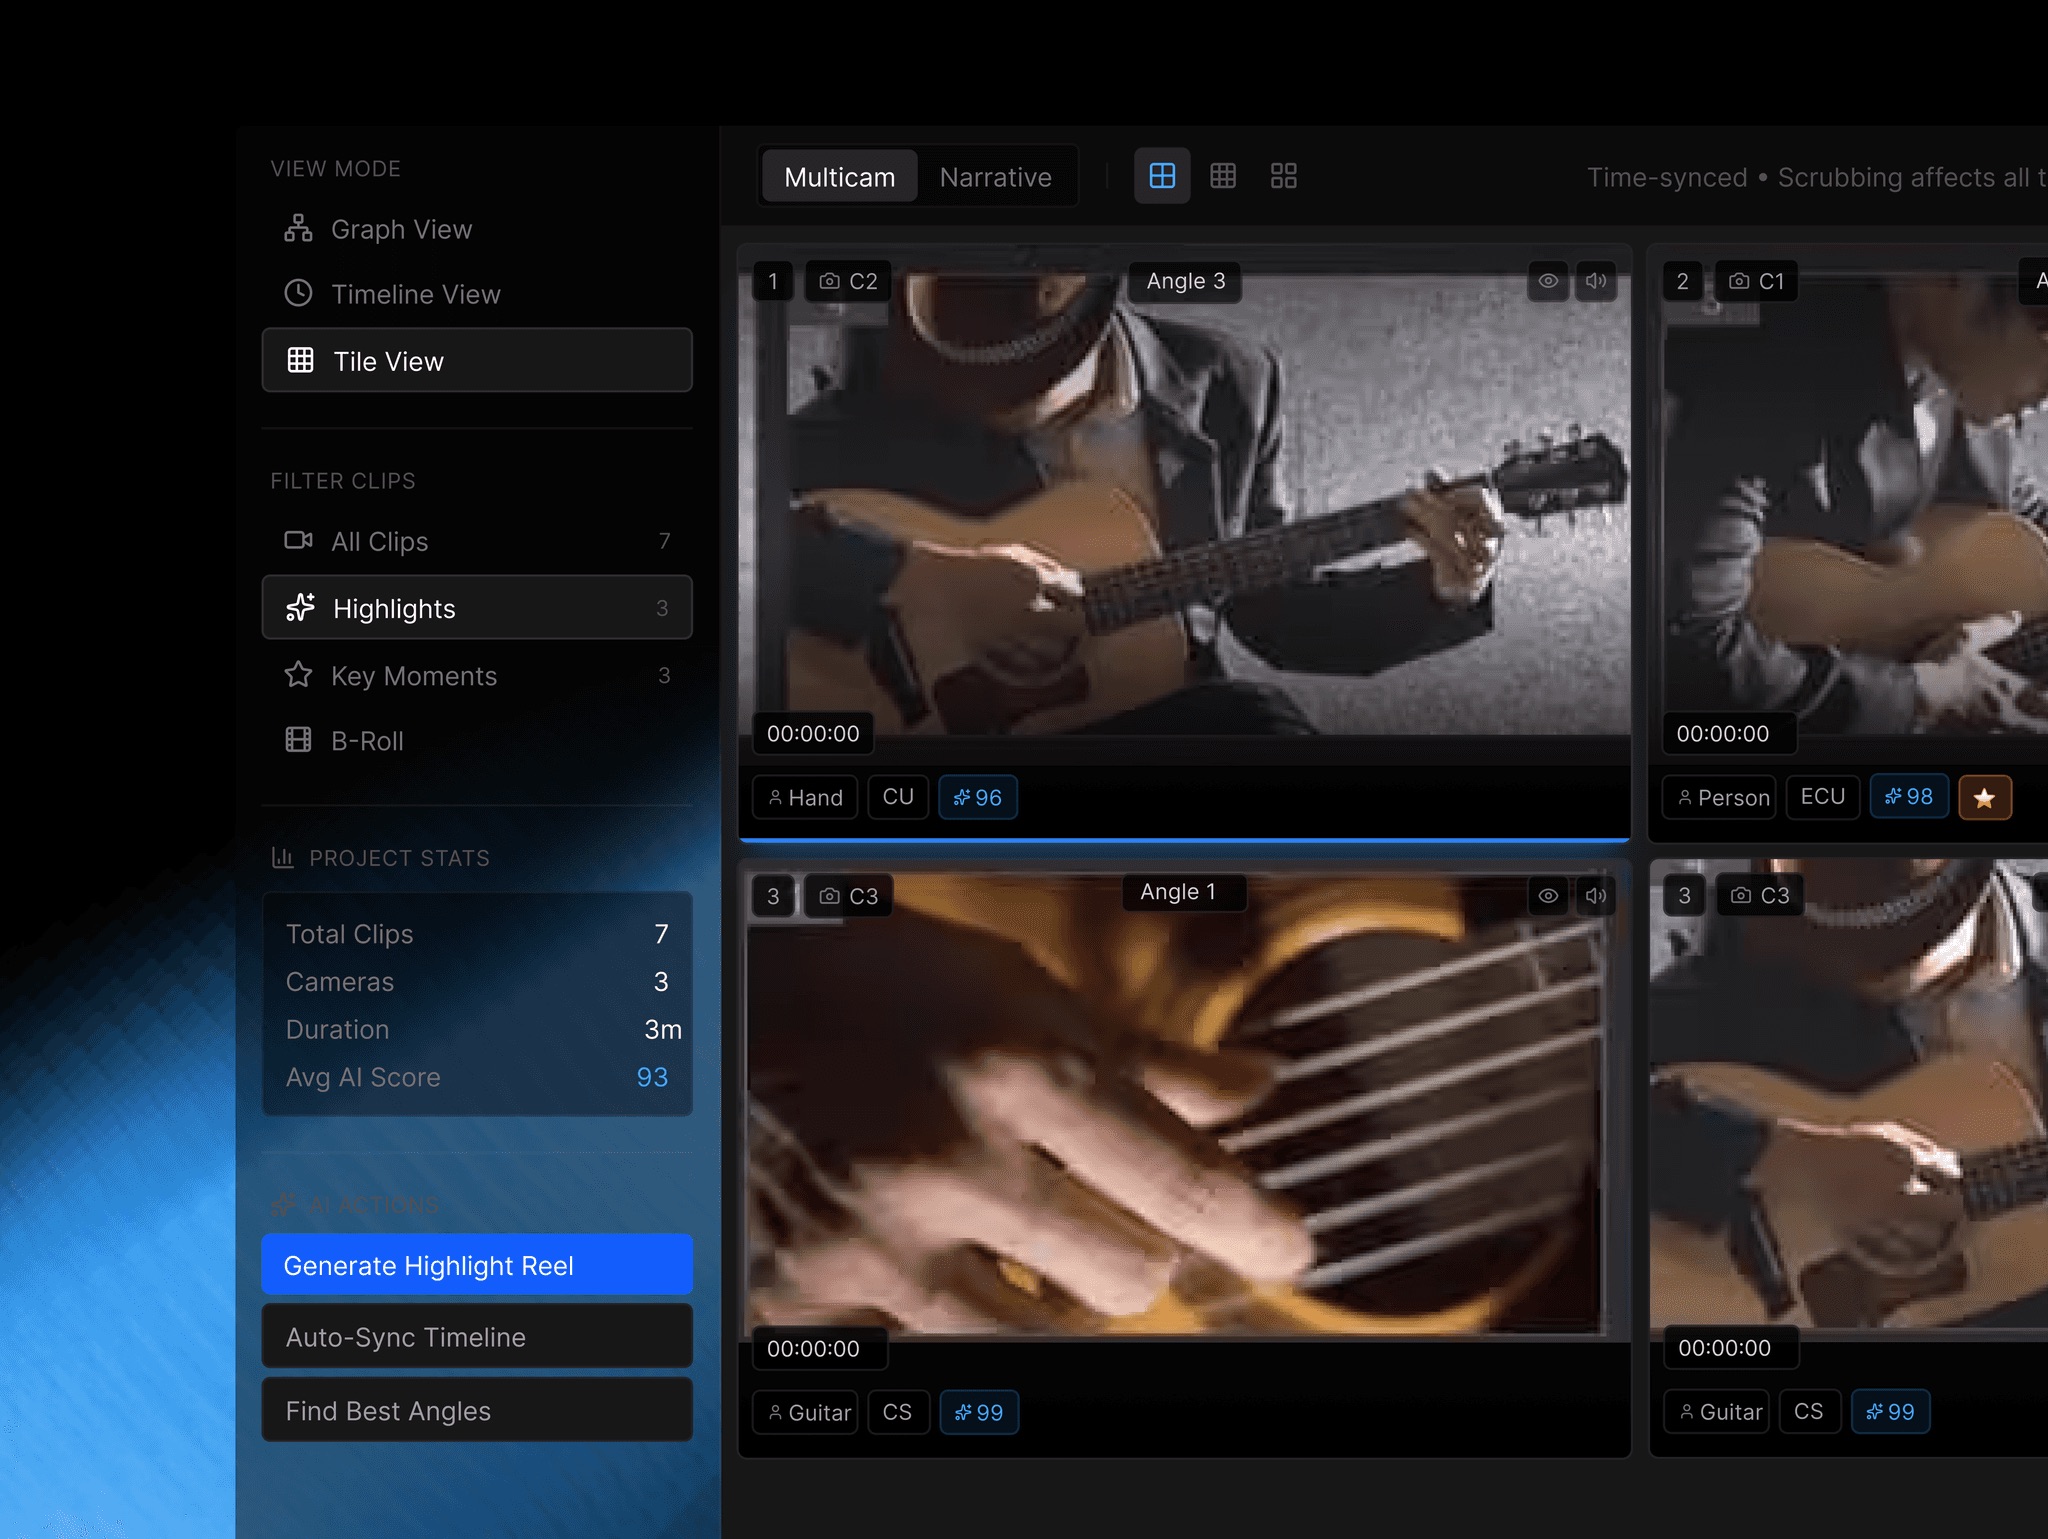 VIEW MODE
Graph View
Timeline View
Tile View
FILTER CLIPS
All Clips 7
Highlights 3
Key Moments 3
B-Roll
PROJECT STATS
Total Clips 7
Cameras 3
Duration 3m
Avg AI Score 93
AI ACTIONS
Generate Highlight Reel
Auto-Sync Timeline
Find Best Angles
Multicam Narrative
Time-synced • Scrubbing affects all
1 C2 Angle 3
00:00:00
Hand CU 96
2 C1
00:00:00
Person ECU 98
3 C3 Angle 1
00:00:00
Guitar CS 99
3 C3
00:00:00
Guitar CS 99